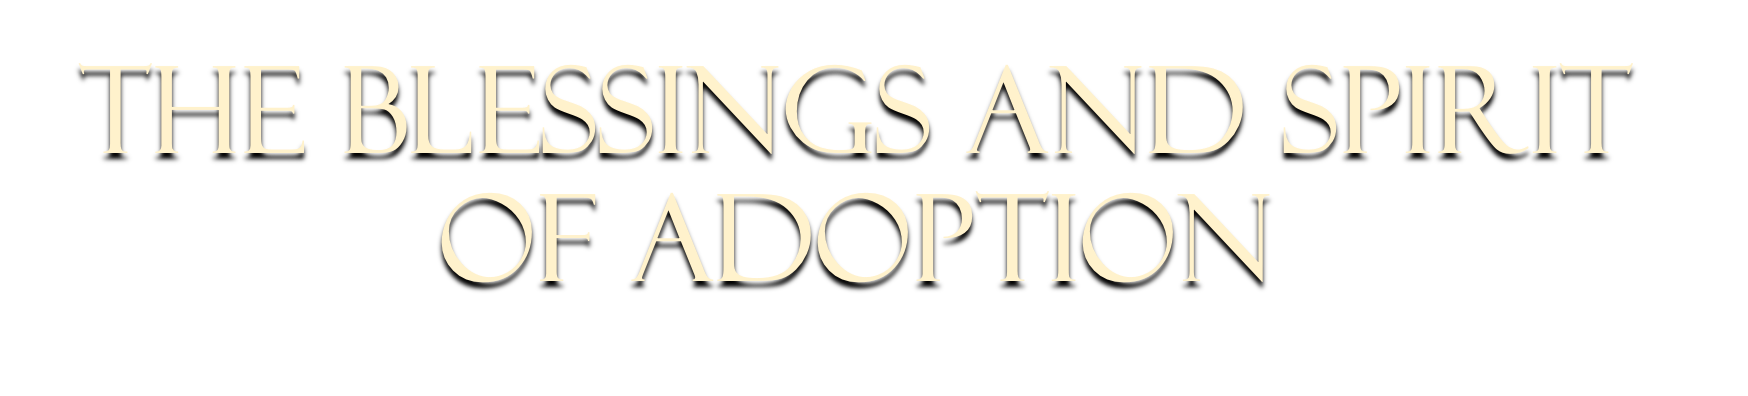 THE BLESSINGS AND SPIRIT
OF ADOPTION